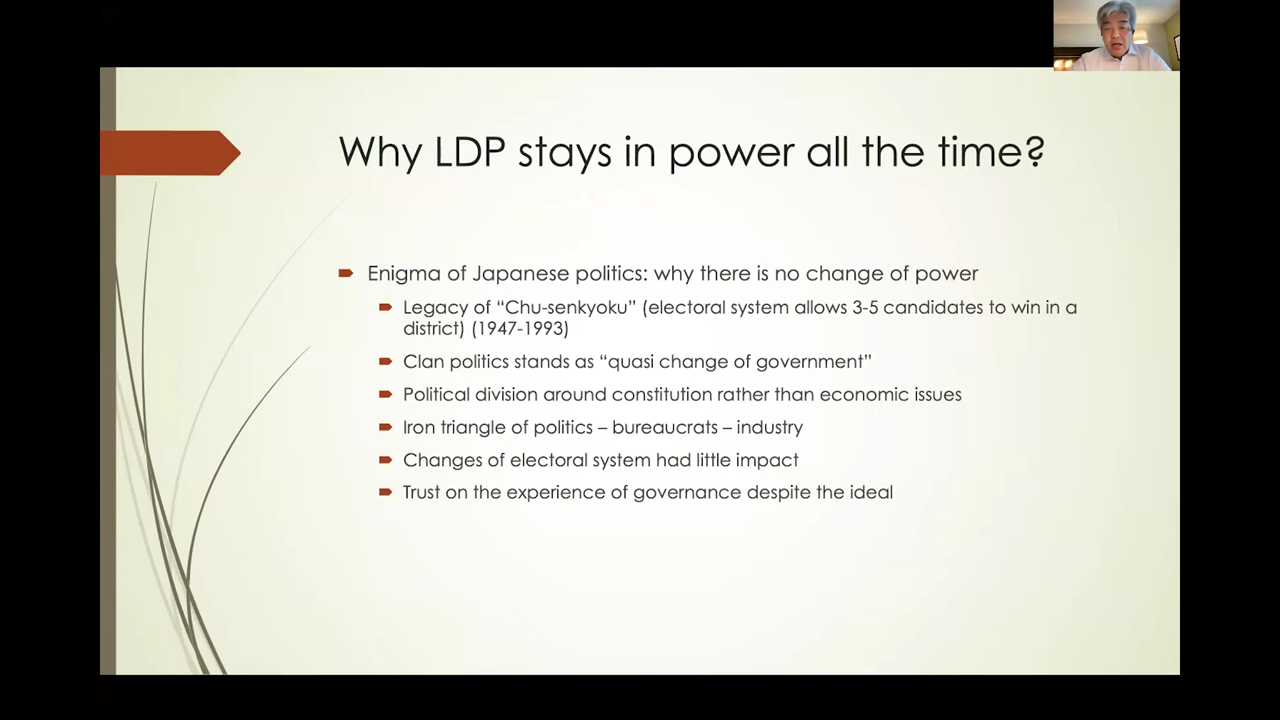 Why LDP stays in power all the time?
Enigma of Japanese politics: why there is no change of power
Legacy of “Chu-senkyoku” (electoral system allows 3-5 candidates to win in a
district) (1947-1993)
Clan politics stands as “quasi change of government”
Political division around constitution rather than economic issues
Iron triangle of politics – bureaucrats – industry
Changes of electoral system had little impact
Trust on the experience of governance despite the ideal